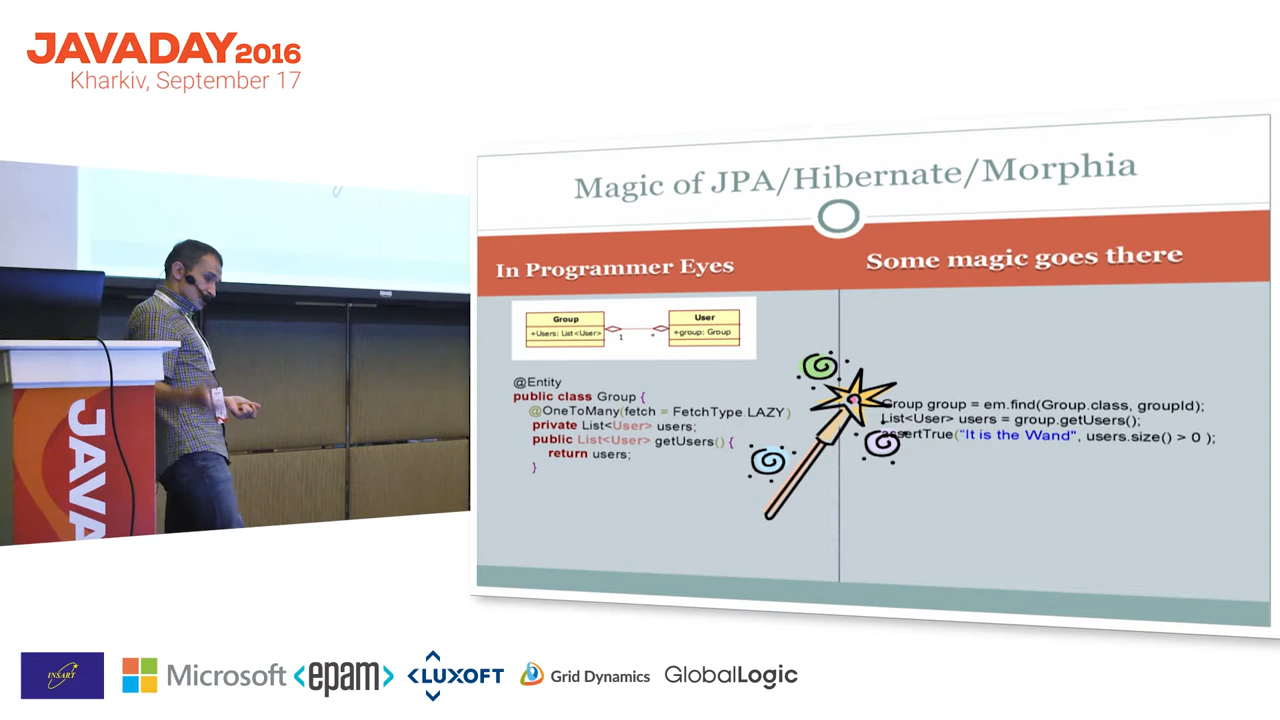 JAVADAY2016
Kharkiv, September 17
Magic of JPA/Hibernate/Morphia
In Programmer Eyes
Some magic goes there
Group
+Users: List<User>
1
*
User
+group: Group
@Entity
public class Group {
@OneToMany(fetch = FetchType.LAZY)
private List<User> users;
public List<User> getUsers() {
return users;
}
Group group = em.find(Group.class, groupId);
List<User> users = group.getUsers();
assertTrue("It is the Wand", users.size() > 0 );
JAVA
INSART
Microsoft
<epam>
LUXOFT
Grid Dynamics
GlobalLogic